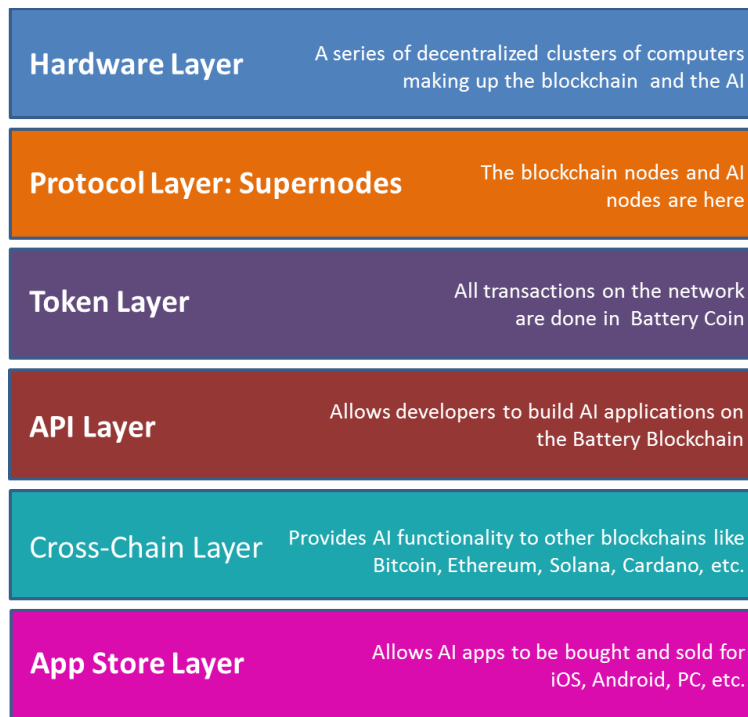 Hardware Layer
A series of decentralized clusters of computers
making up the blockchain and the AI
Protocol Layer: Supernodes
The blockchain nodes and AI
nodes are here
Token Layer
All transactions on the network
are done in Battery Coin
API Layer
Allows developers to build AI applications on
the Battery Blockchain
Cross-Chain Layer
Provides AI functionality to other blockchains like
Bitcoin, Ethereum, Solana, Cardano, etc.
App Store Layer
Allows AI apps to be bought and sold for
iOS, Android, PC, etc.